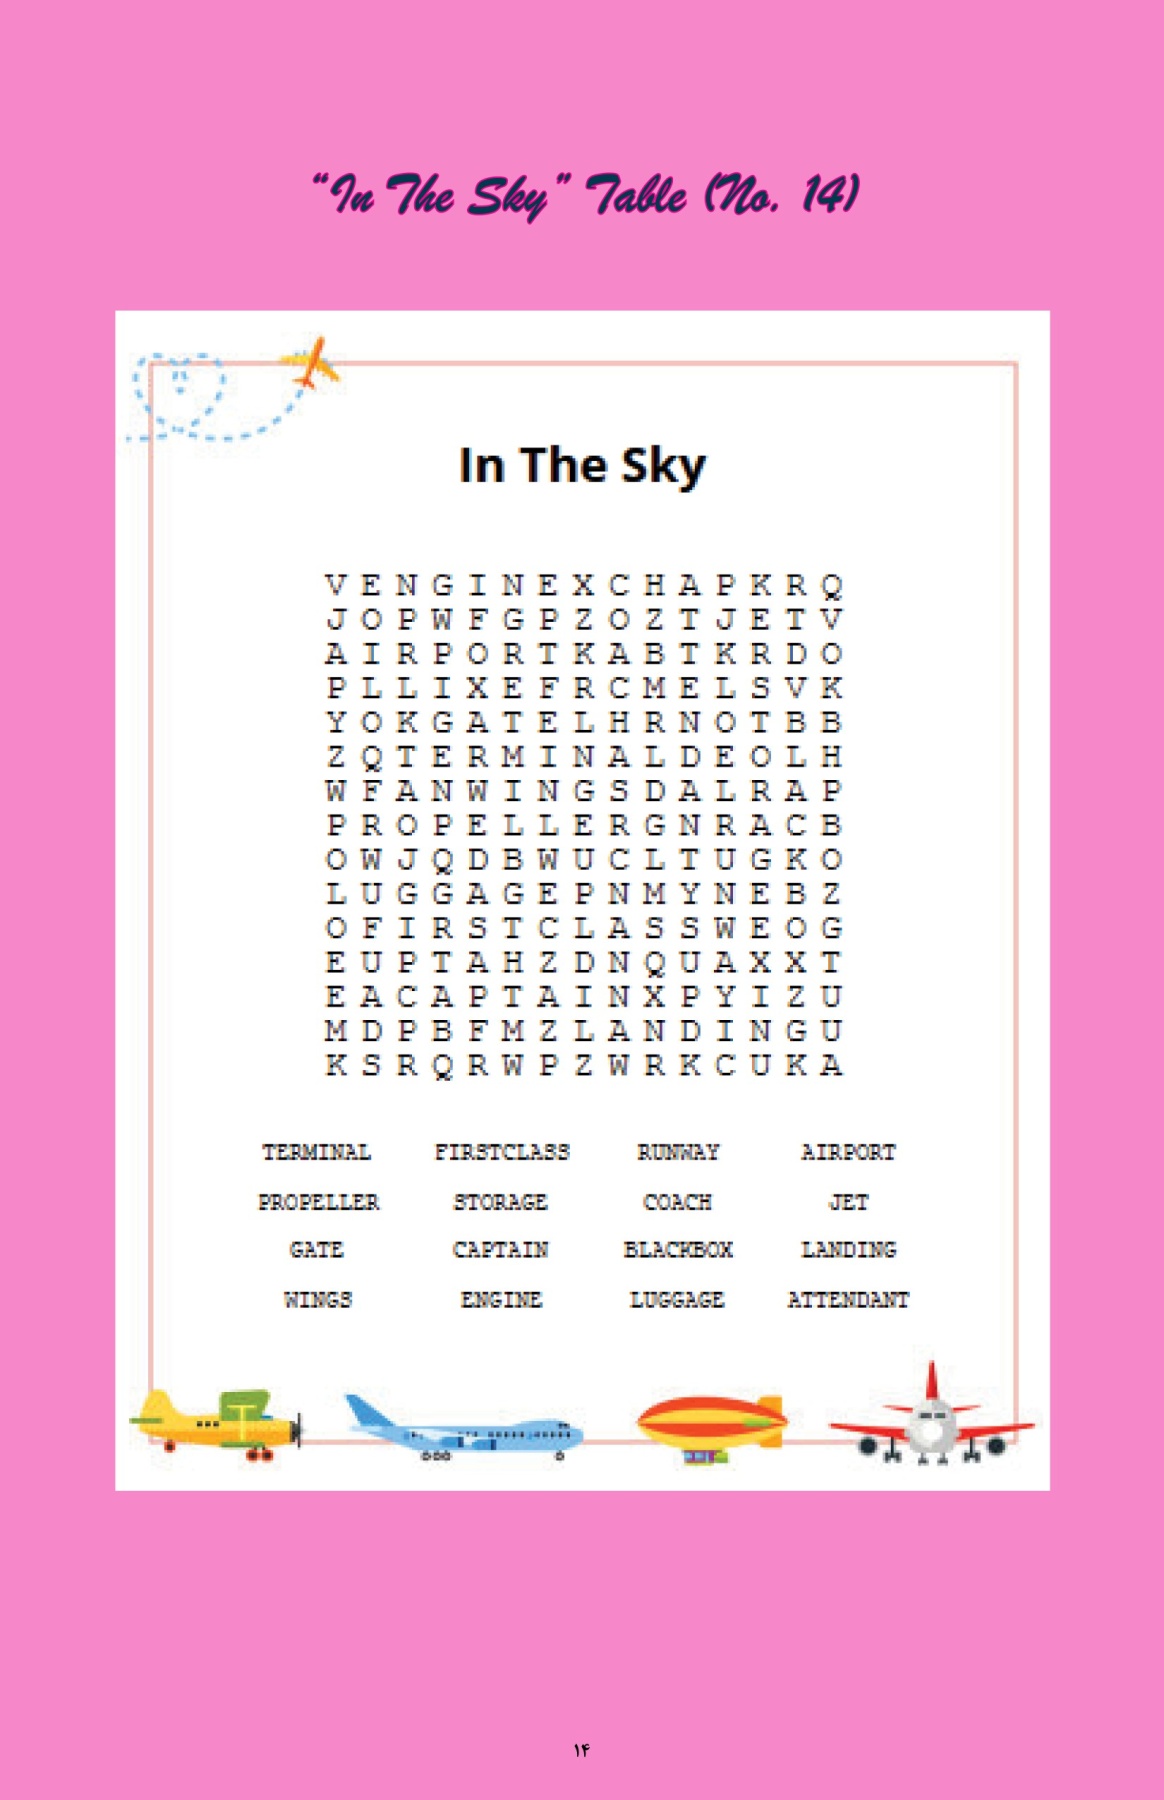 “In The Sky” Table (No. 14)
In The Sky
V E N G I N E X C H A P K R Q
J O P W F G P Z O Z T J E T V
A I R P O R T K A B T K R D O
P L L I X E F R C M E L S V K
Y O K G A T E L H R N O T B B
Z Q T E R M I N A L D E O L H
W F A N W I N G S D A L R A P
P R O P E L L E R G N R A C B
O W J Q D B W U C L T U G K O
L U G G A G E P N M Y N E B Z
O F I R S T C L A S S W E O G
E U P T A H Z D N Q U A X X T
E A C A P T A I N X P Y I Z U
M D P B F M Z L A N D I N G U
K S R Q R W P Z W R K C U K A
TERMINAL FIRSTCLASS RUNWAY AIRPORT
PROPELLER STORAGE COACH JET
GATE CAPTAIN BLACKBOX LANDING
WINGS ENGINE LUGGAGE ATTENDANT
۱۴